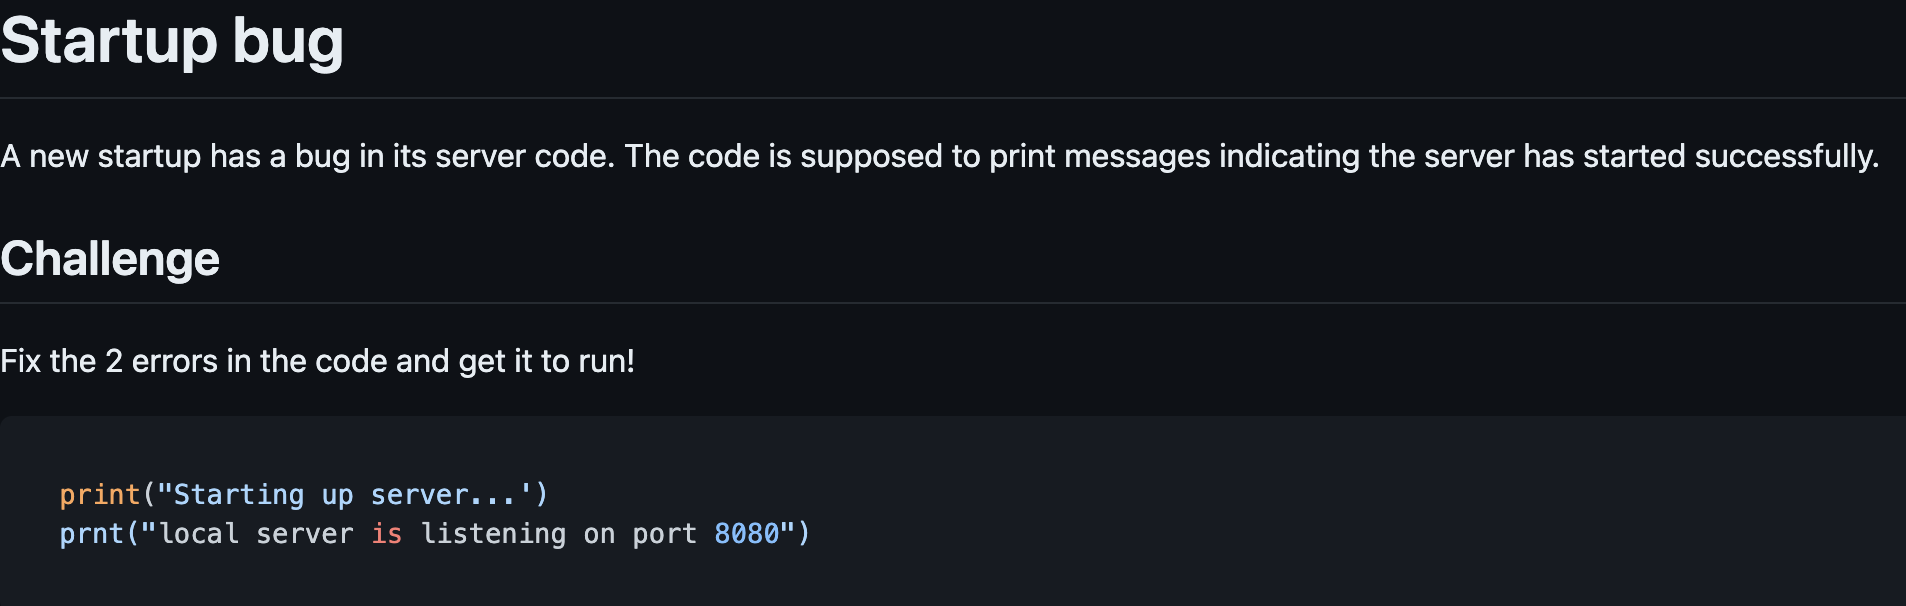 Startup bug
A new startup has a bug in its server code. The code is supposed to print messages indicating the server has started successfully.
Challenge
Fix the 2 errors in the code and get it to run!
print("Starting up server...')
prnt("local server is listening on port 8080")